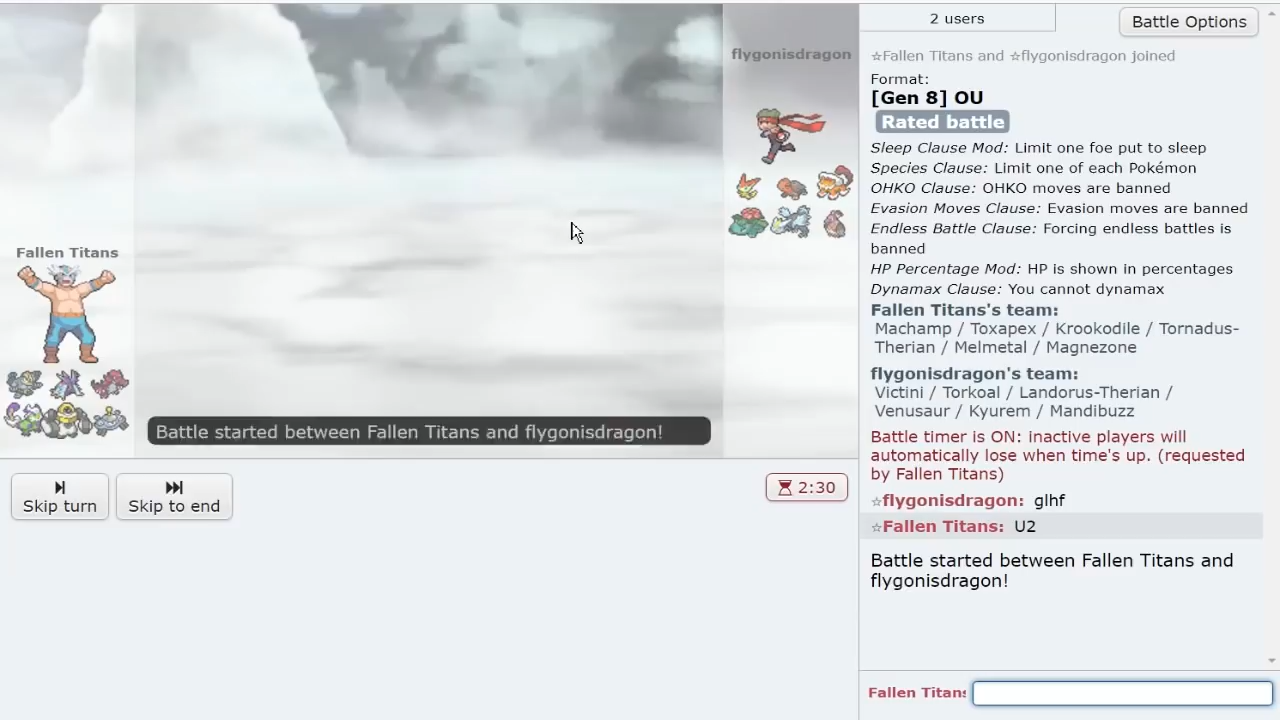 flygonisdragon
Fallen Titans
Battle started between Fallen Titans and flygonisdragon!
Skip turn
Skip to end
2:30
2 users
Battle Options
☆Fallen Titans and ☆flygonisdragon joined
Format:
[Gen 8] OU
Rated battle
Sleep Clause Mod: Limit one foe put to sleep
Species Clause: Limit one of each Pokémon
OHKO Clause: OHKO moves are banned
Evasion Moves Clause: Evasion moves are banned
Endless Battle Clause: Forcing endless battles is
banned
HP Percentage Mod: HP is shown in percentages
Dynamax Clause: You cannot dynamax
Fallen Titans's team:
Machamp / Toxapex / Krookodile / Tornadus-
Therian / Melmetal / Magnezone
flygonisdragon's team:
Victini / Torkoal / Landorus-Therian /
Venusaur / Kyurem / Mandibuzz
Battle timer is ON: inactive players will
automatically lose when time's up. (requested
by Fallen Titans)
☆flygonisdragon: glhf
☆Fallen Titans: U2
Battle started between Fallen Titans and
flygonisdragon!
Fallen Titans